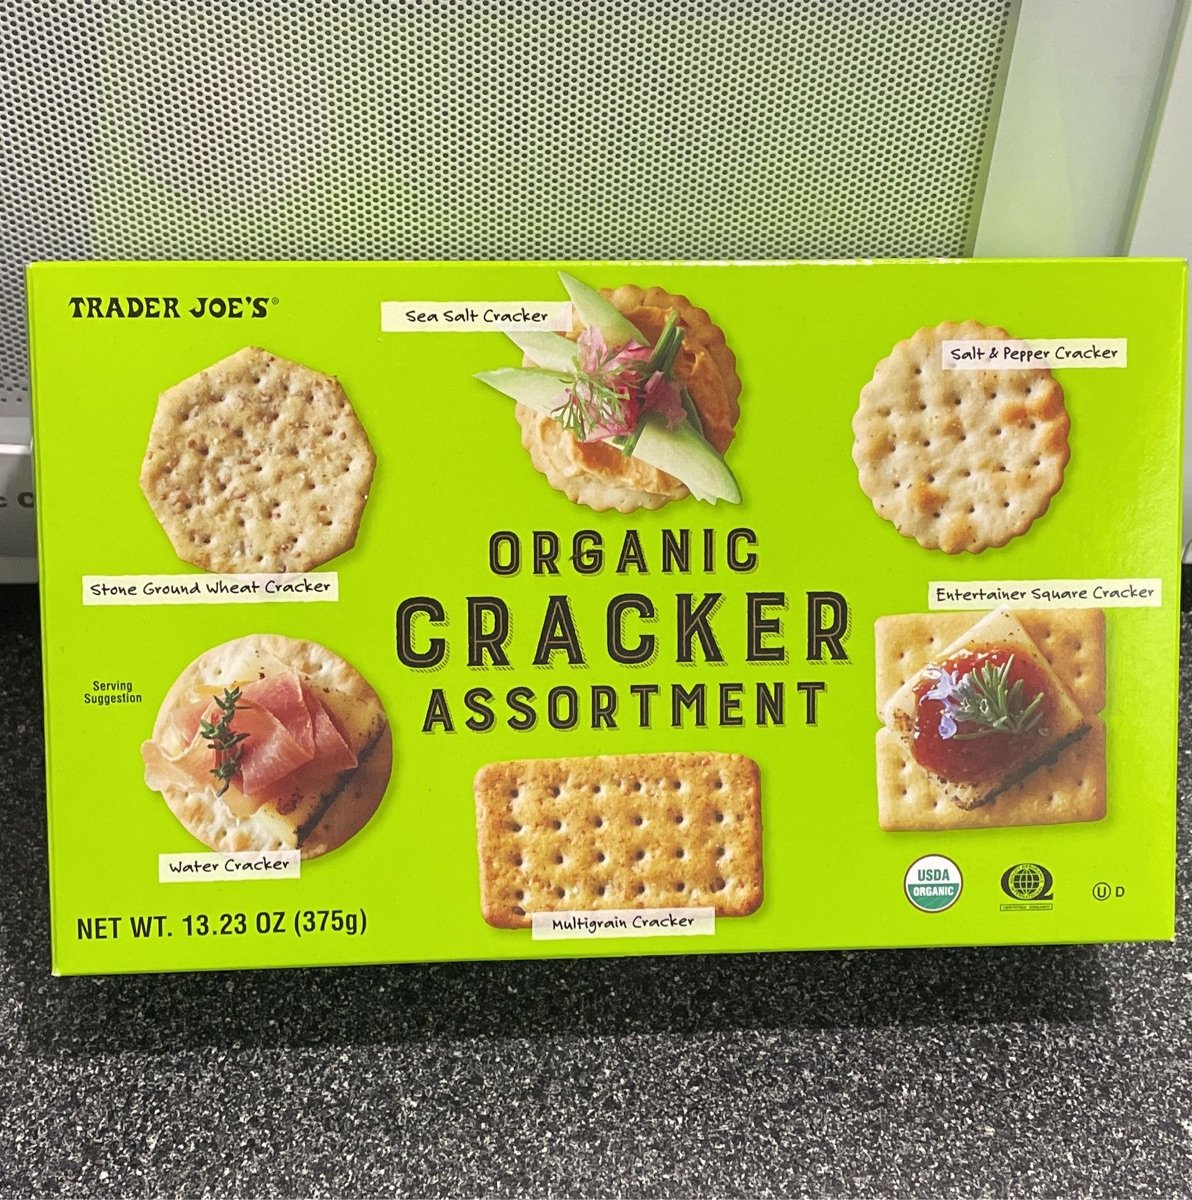 TRADER JOE'S®
Sea Salt Cracker
Salt & Pepper Cracker
Stone Ground Wheat Cracker
ORGANIC
CRACKER
ASSORTMENT
Entertainer Square Cracker
Serving
Suggestion
Water Cracker
Multigrain Cracker
USDA
ORGANIC
U D
NET WT. 13.23 OZ (375g)